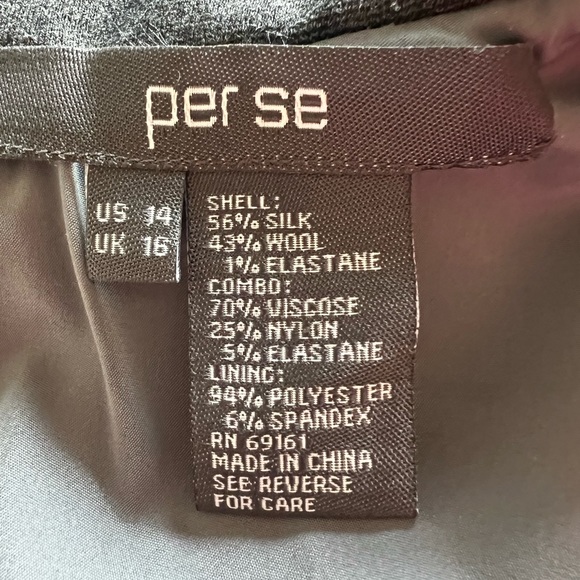 per se
US 14
UK 16
SHELL:
56% SILK
43% WOOL
1% ELASTANE
COMBO:
70% VISCOSE
25% NYLON
5% ELASTANE
LINING:
94% POLYESTER
6% SPANDEX
RN 69161
MADE IN CHINA
SEE REVERSE
FOR CARE